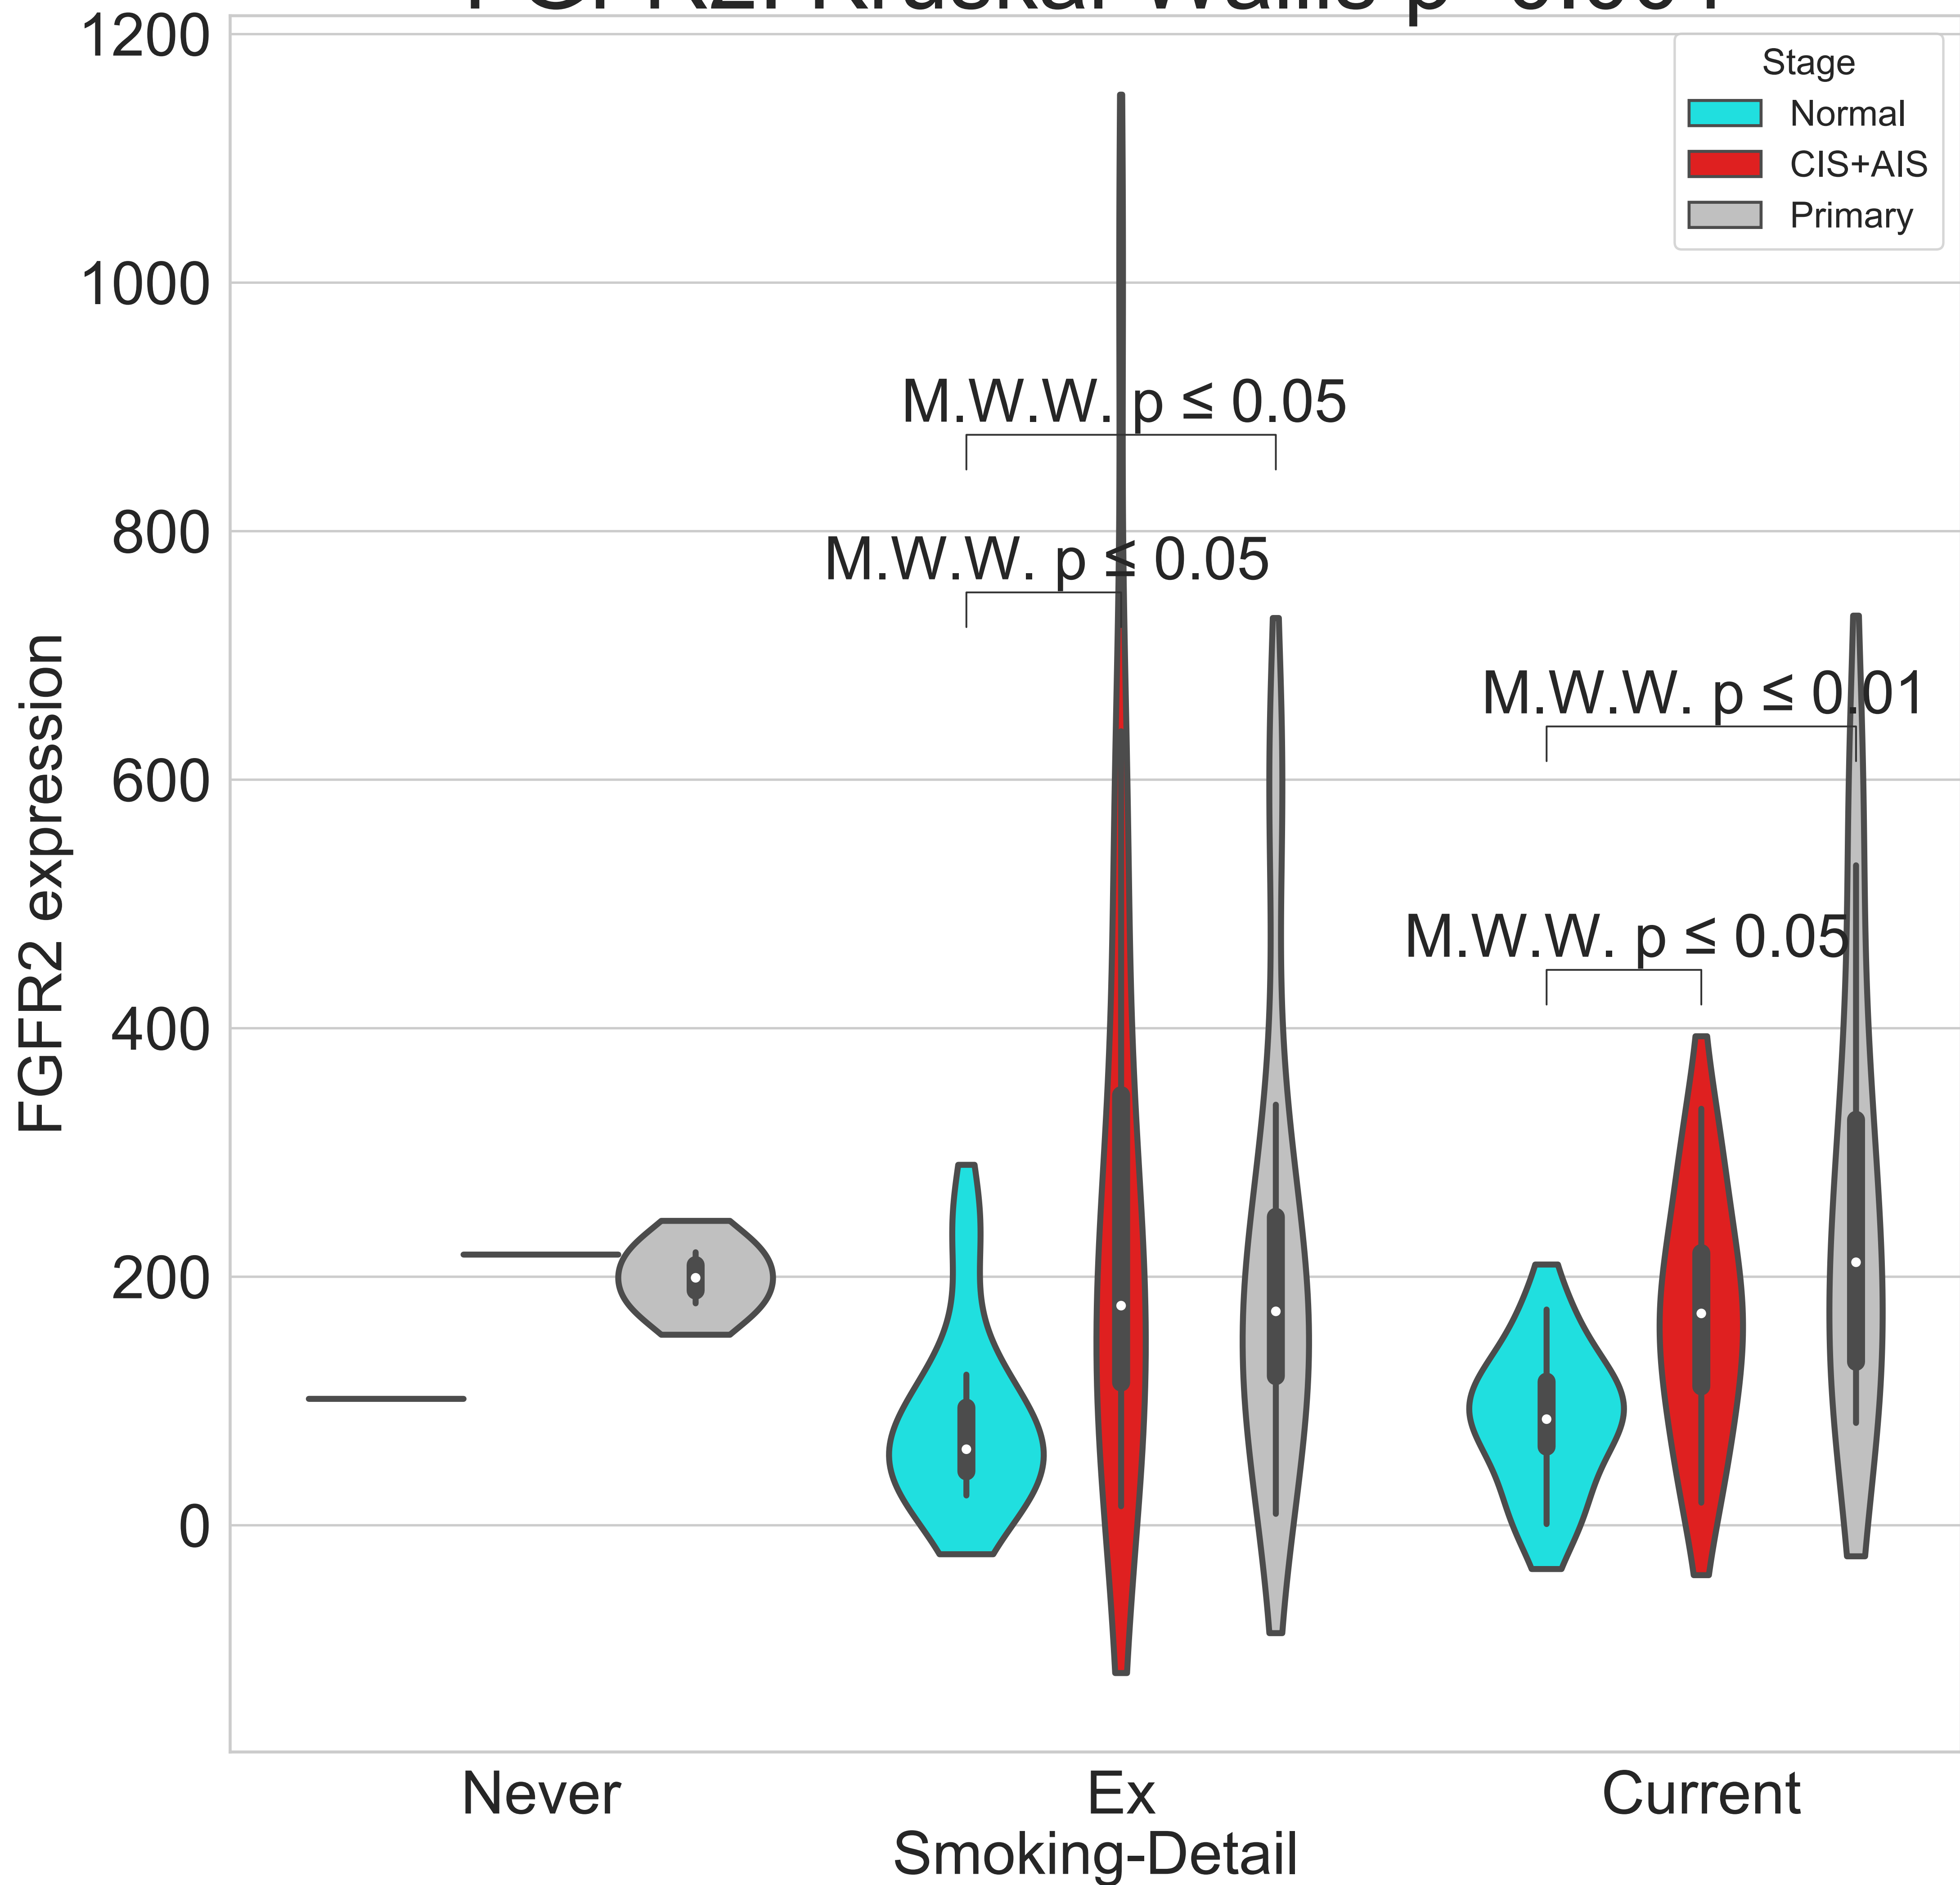 1200
1000
800
600
400
200
0
FGFR2 expression
Stage
Normal
CIS+AIS
Primary
M.W.W. p ≤ 0.05
M.W.W. p ≤ 0.05
M.W.W. p ≤ 0.01
M.W.W. p ≤ 0.05
Never
Ex
Current
Smoking-Detail